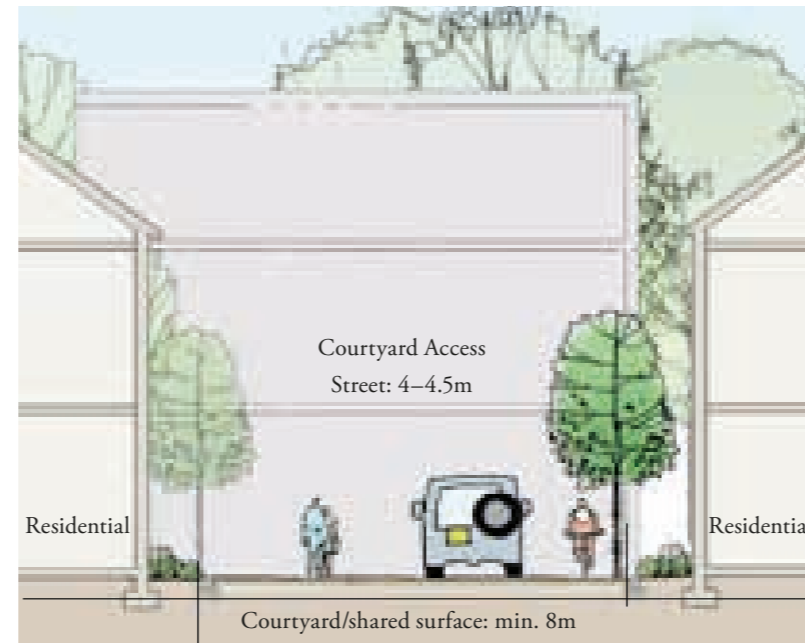 Courtyard Access
Street: 4–4.5m
Residential
Residentia
Courtyard/shared surface: min. 8m